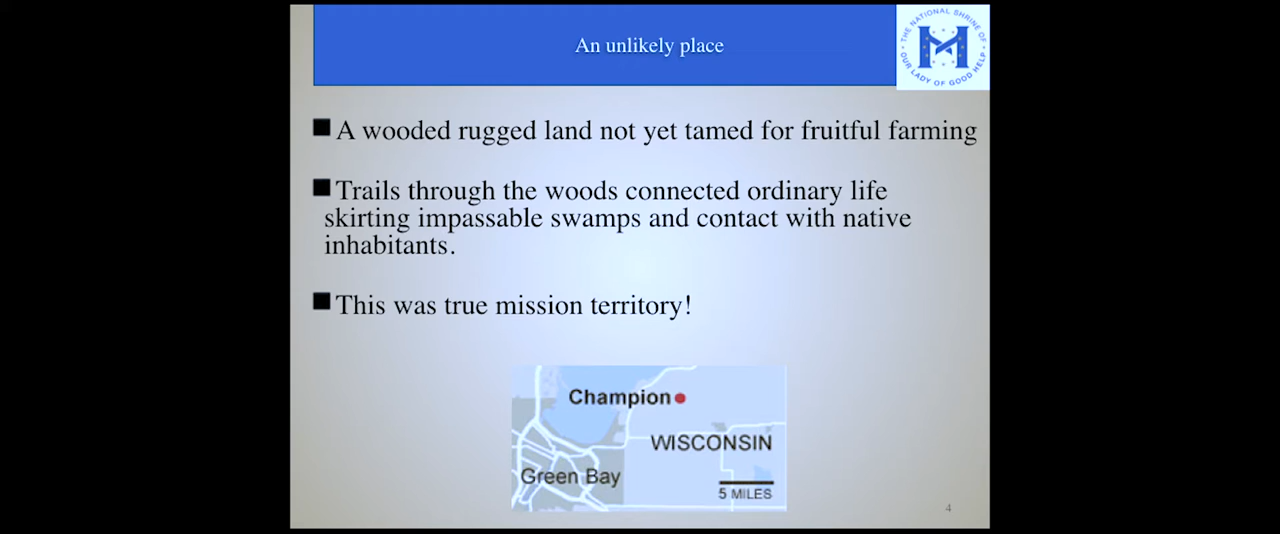 An unlikely place
THE NATIONAL SHRINE OF
OUR LADY OF GOOD HELP
A wooded rugged land not yet tamed for fruitful farming
Trails through the woods connected ordinary life
skirting impassable swamps and contact with native
inhabitants.
This was true mission territory!
Champion
WISCONSIN
Green Bay
5 MILES
4